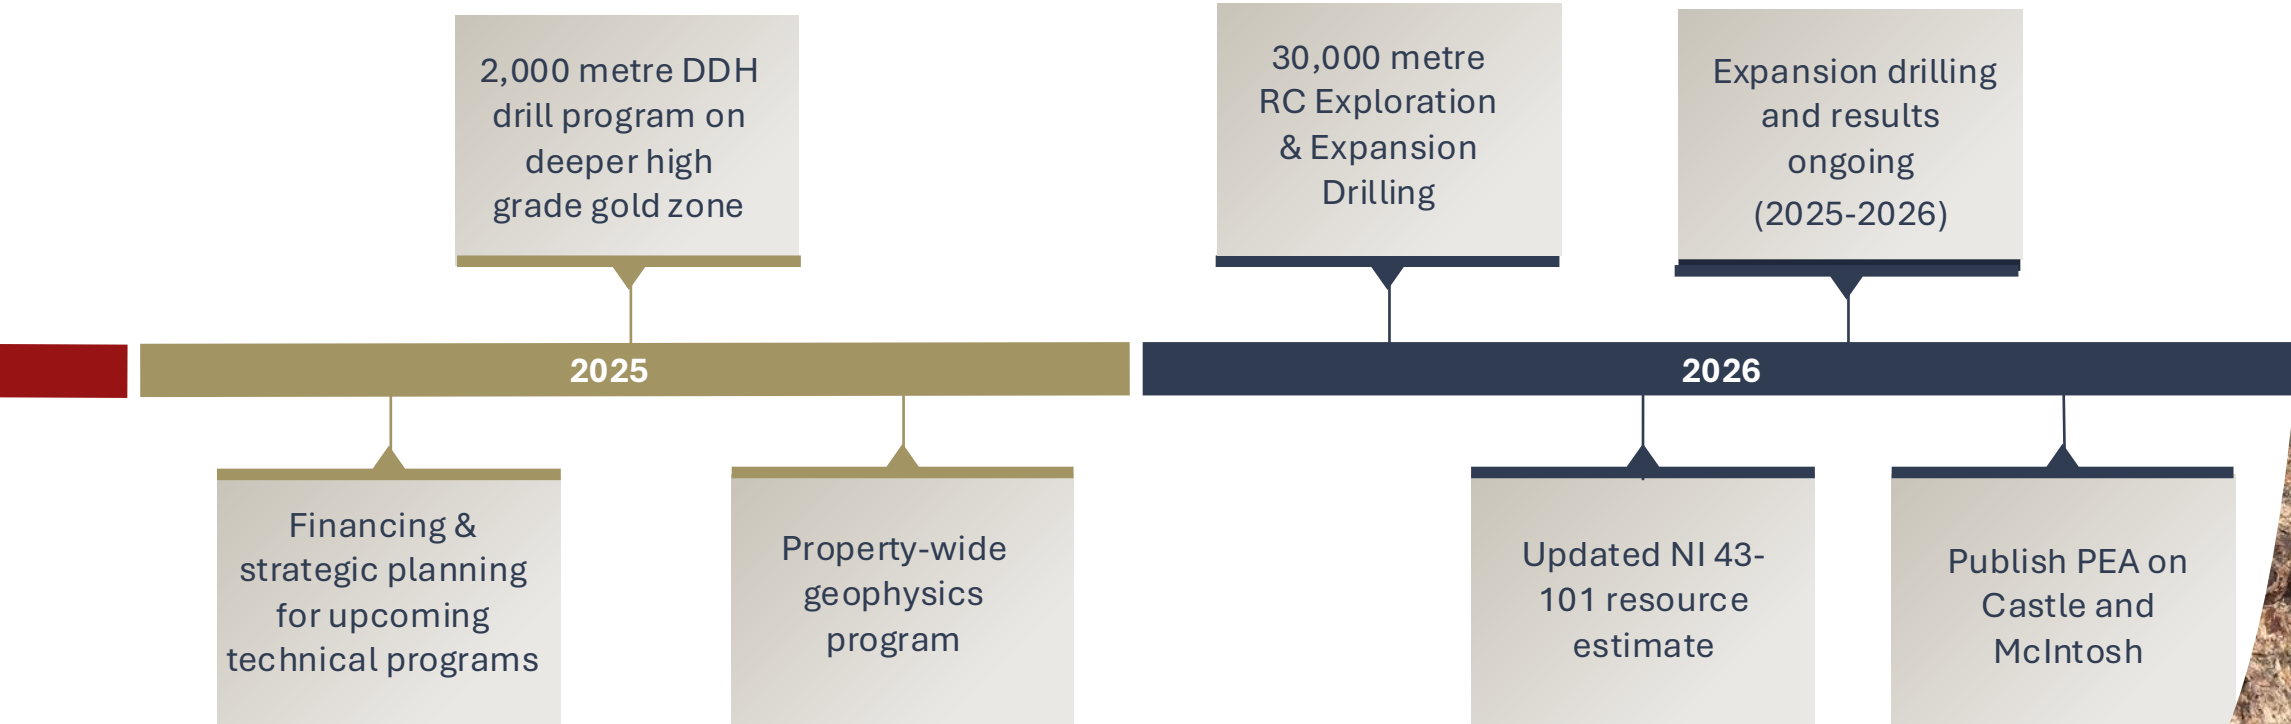 2,000 metre DDH
drill program on
deeper high
grade gold zone
30,000 metre
RC Exploration
& Expansion
Drilling
Expansion drilling
and results
ongoing
(2025-2026)
2025
2026
Financing &
strategic planning
for upcoming
technical programs
Property-wide
geophysics
program
Updated NI 43-
101 resource
estimate
Publish PEA on
Castle and
McIntosh